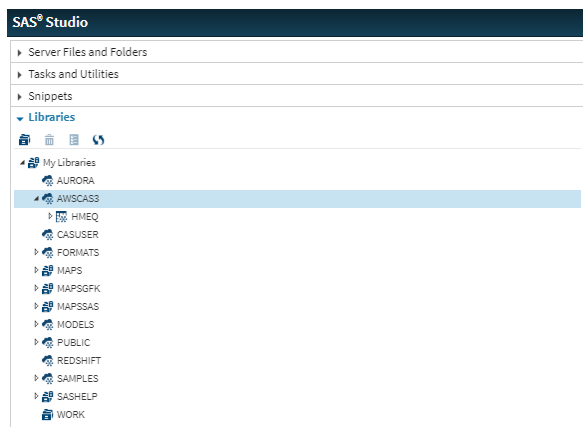 SAS® Studio
Server Files and Folders
Tasks and Utilities
Snippets
Libraries
My Libraries
AURORA
AWSCAS3
HMEQ
CASUSER
FORMATS
MAPS
MAPSGFK
MAPSSAS
MODELS
PUBLIC
REDSHIFT
SAMPLES
SASHELP
WORK